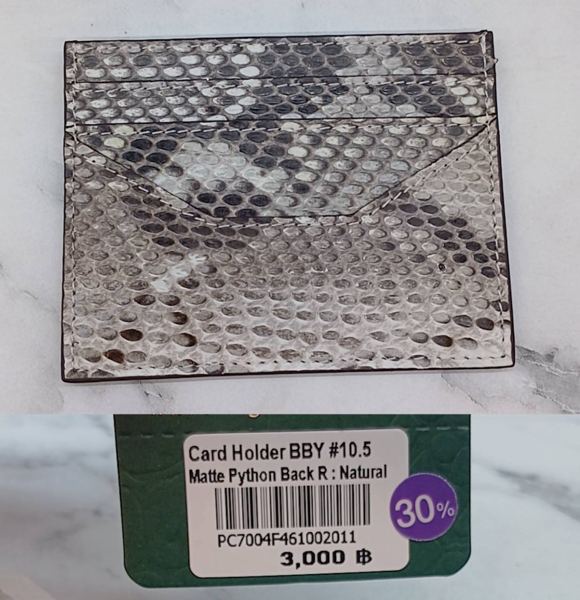 Card Holder BBY #10.5
Matte Python Back R : Natural
PC7004F461002011
3,000 ฿
30%